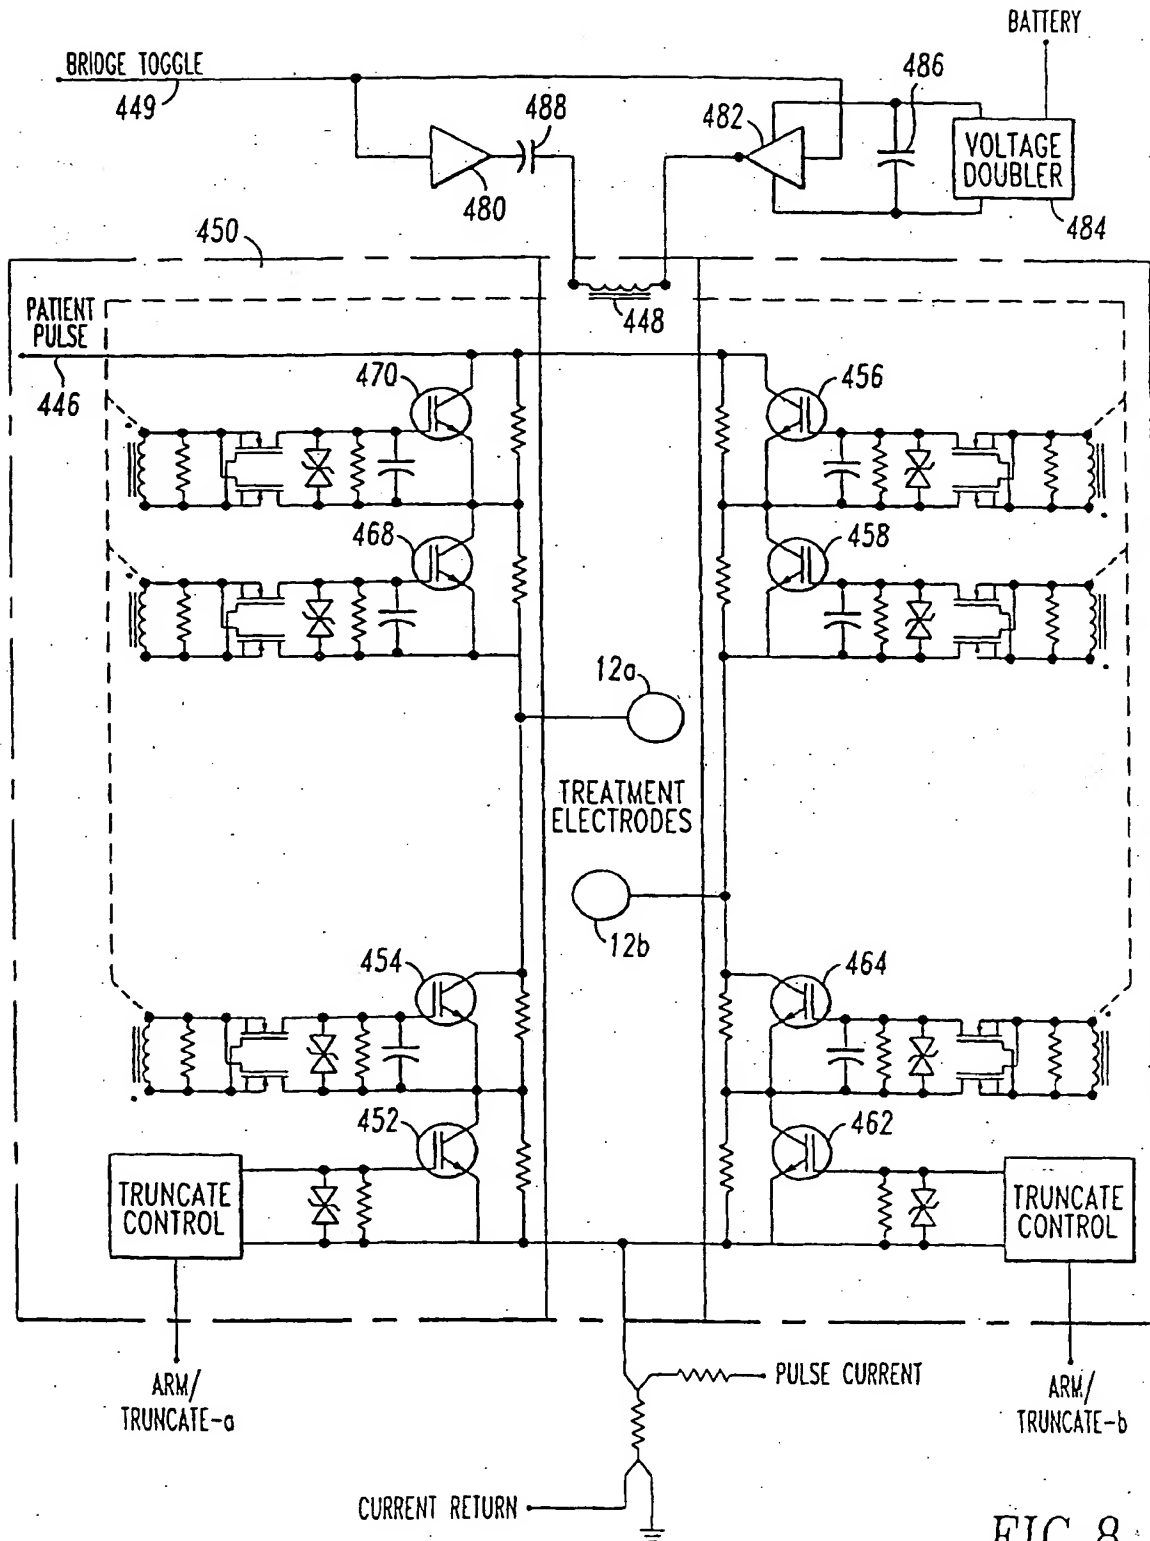 BATTERY
BRIDGE TOGGLE
449
488
482
486
VOLTAGE
DOUBLER
480
484
450
PATIENT
PULSE
446
448
470
456
468
458
12a
TREATMENT
ELECTRODES
12b
454
464
452
462
TRUNCATE
CONTROL
TRUNCATE
CONTROL
ARM/
TRUNCATE-a
PULSE CURRENT
ARM/
TRUNCATE-b
CURRENT RETURN
FIG. 8